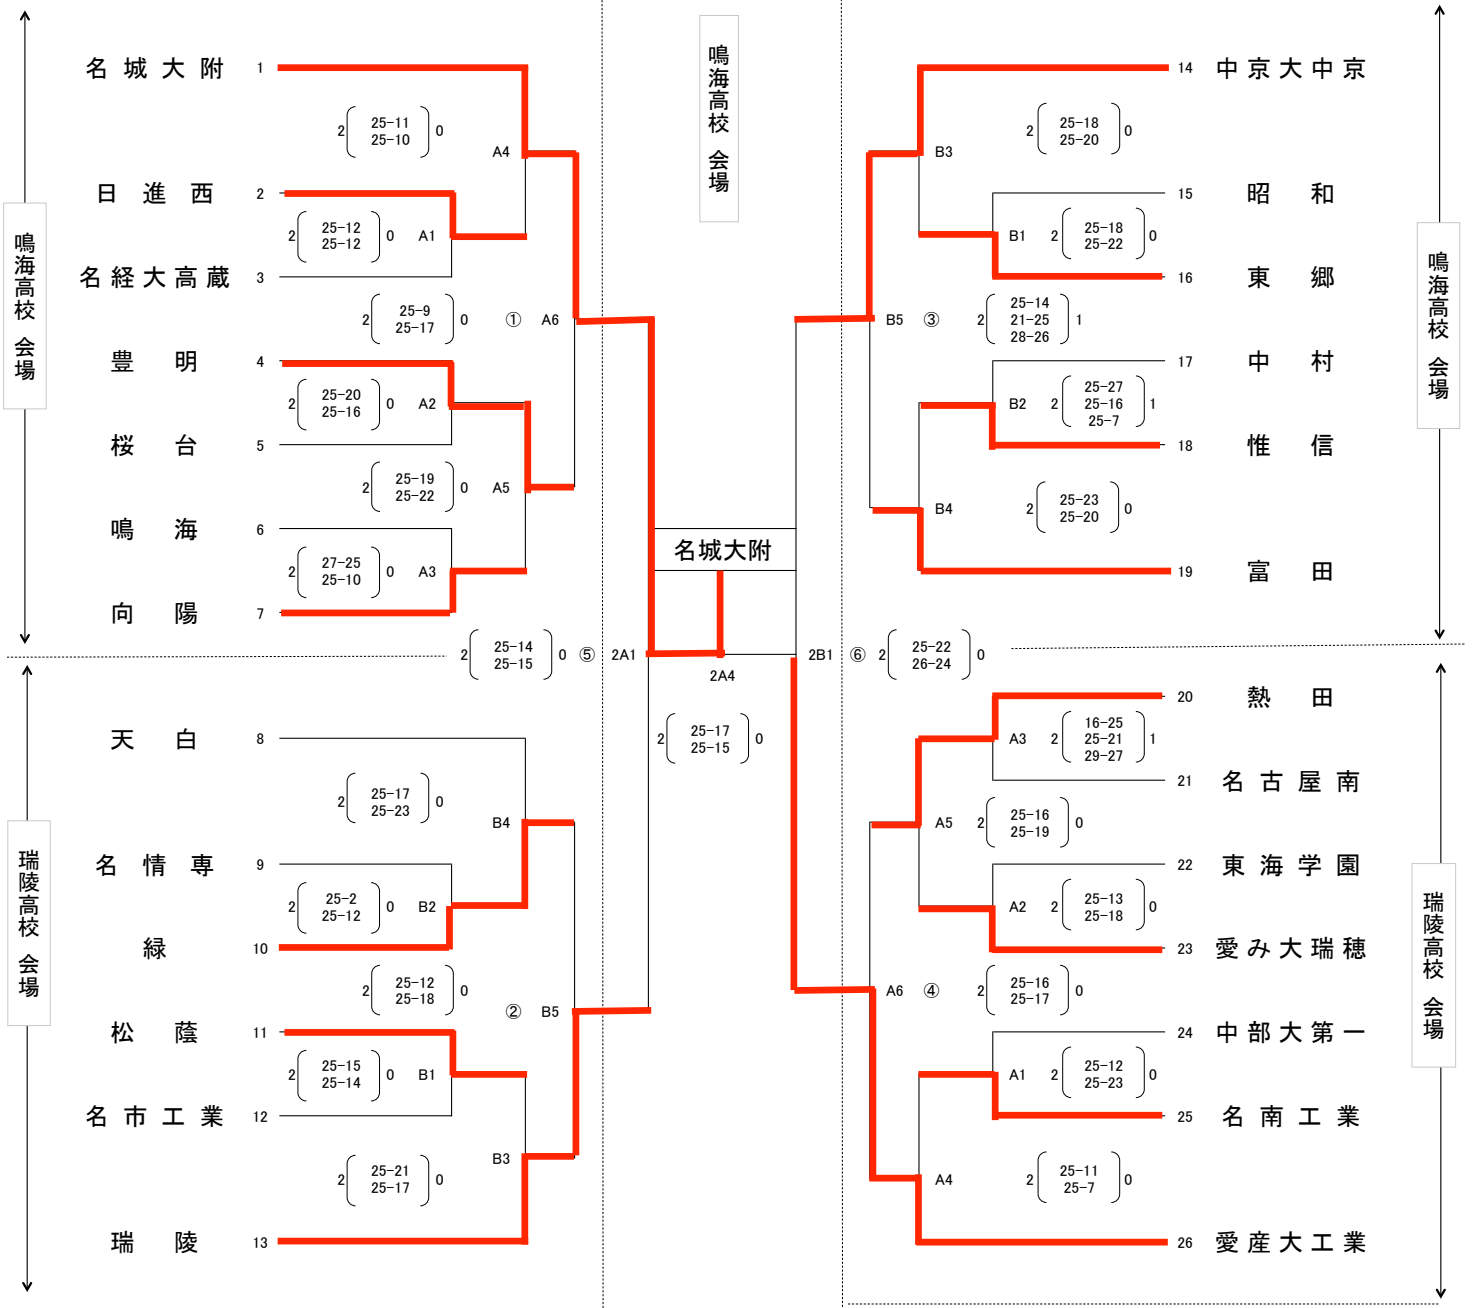 鳴海高校 会場
名城大附 1
2 25-11 0
25-10
A4
日進西 2
2 25-12 0 A1
25-12
名経大高蔵 3
2 25-9 0 ① A6
25-17
豊明 4
2 25-20 0 A2
25-16
桜台 5
2 25-19 0 A5
25-22
鳴海 6
2 27-25 0 A3
25-10
向陽 7
鳴海高校 会場
14 中京大中京
2 25-18 0
25-20
B3
15 昭和
B1 2 25-18 0
25-22
16 東郷
B5 ③ 2 25-14 1
21-25
28-26
17 中村
B2 2 25-27 1
25-16
25-7
18 惟信
B4 2 25-23 0
25-20
19 富田
鳴海高校 会場
名城大附
2 25-14 0 ⑤ 2A1
25-15
2A4
2 25-17 0
25-15
2B1 ⑥ 2 25-22 0
26-24
瑞陵高校 会場
天白 8
2 25-17 0
25-23
B4
名情専 9
2 25-2 0 B2
25-12
緑 10
2 25-12 0 ② B5
25-18
松蔭 11
2 25-15 0 B1
25-14
名市工業 12
B3
2 25-21 0
25-17
瑞陵 13
20 熱田
A3 2 16-25 1
25-21
29-27
21 名古屋南
A5 2 25-16 0
25-19
22 東海学園
A2 2 25-13 0
25-18
23 愛み大瑞穂
A6 ④ 2 25-16 0
25-17
24 中部大第一
A1 2 25-12 0
25-23
25 名南工業
A4 2 25-11 0
25-7
26 愛産大工業
瑞陵高校 会場